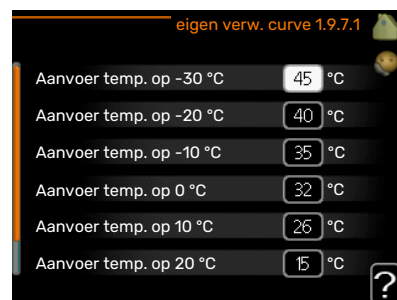 eigen verw. curve 1.9.7.1
Aanvoer temp. op -30 °C 45 °C
Aanvoer temp. op -20 °C 40 °C
Aanvoer temp. op -10 °C 35 °C
Aanvoer temp. op 0 °C 32 °C
Aanvoer temp. op 10 °C 26 °C
Aanvoer temp. op 20 °C 15 °C
?